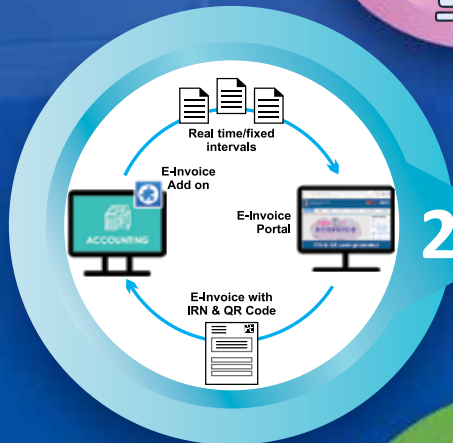 Real time/fixed
intervals
E-Invoice
Add on
ACCOUNTING
E-Invoice
Portal
2
E-Invoice with
IRN & QR Code